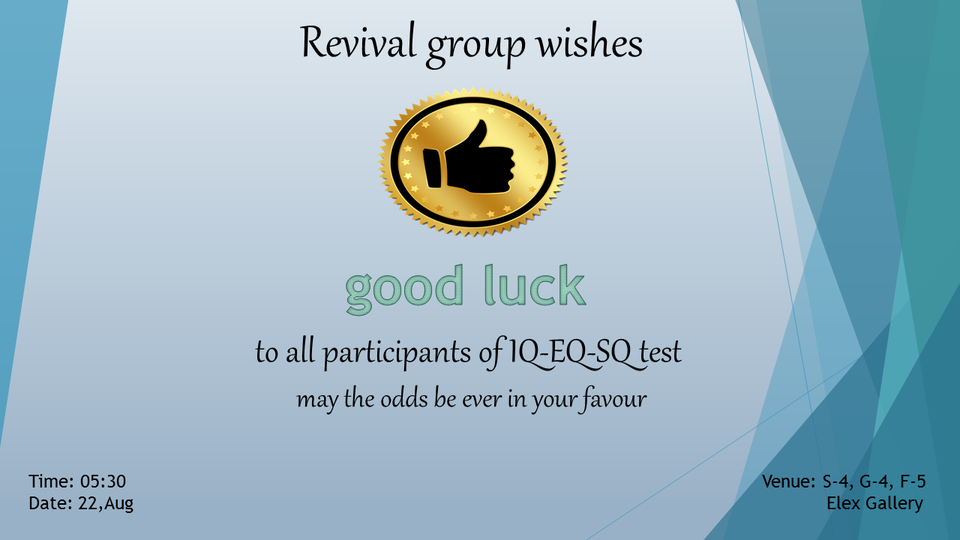 Revival group wishes
good luck
to all participants of IQ-EQ-SQ test
may the odds be ever in your favour
Time: 05:30
Date: 22,Aug
Venue: S-4, G-4, F-5
Elex Gallery